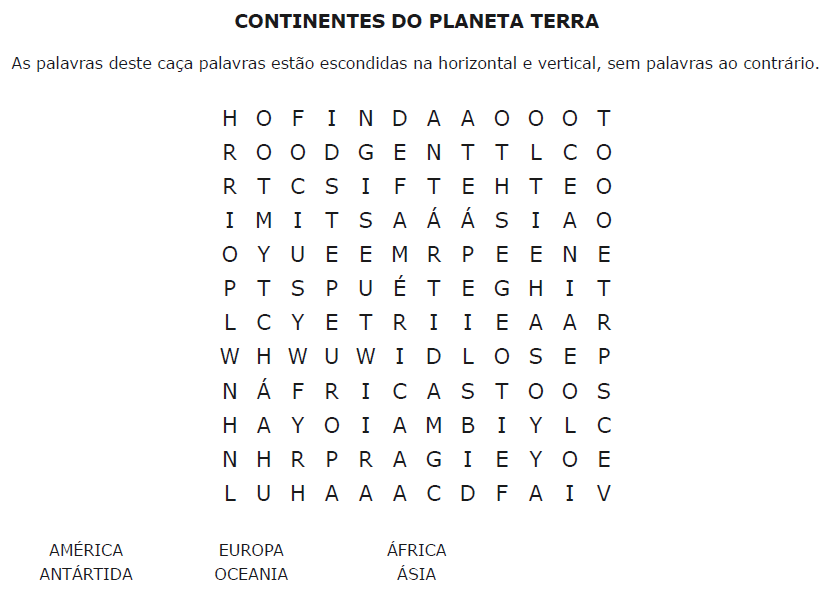 CONTINENTES DO PLANETA TERRA
As palavras deste caça palavras estão escondidas na horizontal e vertical, sem palavras ao contrário.
H O F I N D A A O O O T
R O O D G E N T T L C O
R T C S I F T E H T E O
I M I T S A Á Á S I A O
O Y U E E M R P E E N E
P T S P U É T E G H I T
L C Y E T R I I E A A R
W H W U W I D L O S E P
N Á F R I C A S T O O S
H A Y O I A M B I Y L C
N H R P R A G I E Y O E
L U H A A A C D F A I V
AMÉRICA EUROPA ÁFRICA
ANTÁRTIDA OCEANIA ÁSIA